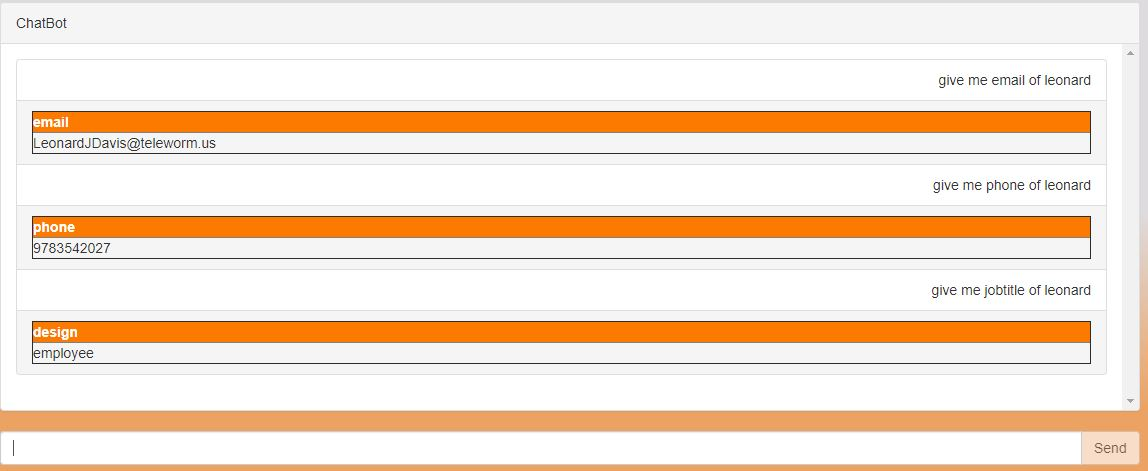 ChatBot
give me email of leonard
email
LeonardJDavis@teleworm.us
give me phone of leonard
phone
9783542027
give me jobtitle of leonard
design
employee
Send